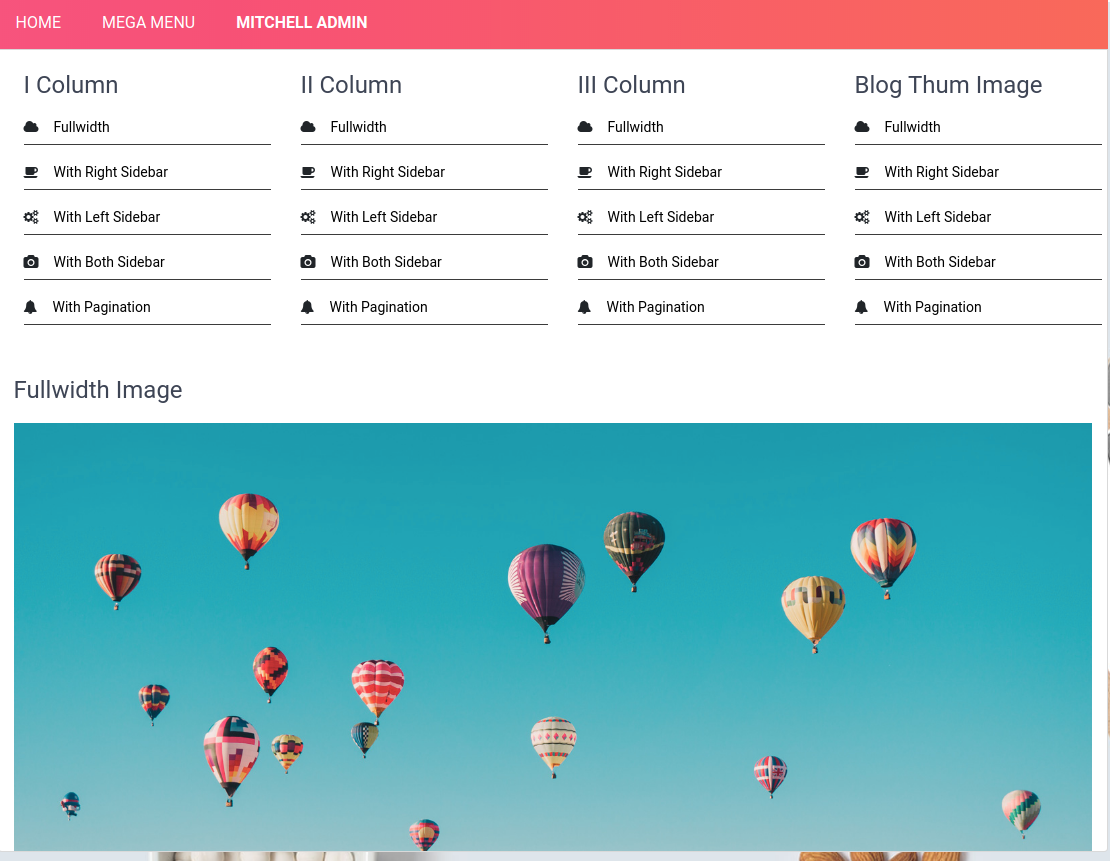 HOME MEGA MENU MITCHELL ADMIN
I Column
Fullwidth
With Right Sidebar
With Left Sidebar
With Both Sidebar
With Pagination
II Column
Fullwidth
With Right Sidebar
With Left Sidebar
With Both Sidebar
With Pagination
III Column
Fullwidth
With Right Sidebar
With Left Sidebar
With Both Sidebar
With Pagination
Blog Thum Image
Fullwidth
With Right Sidebar
With Left Sidebar
With Both Sidebar
With Pagination
Fullwidth Image